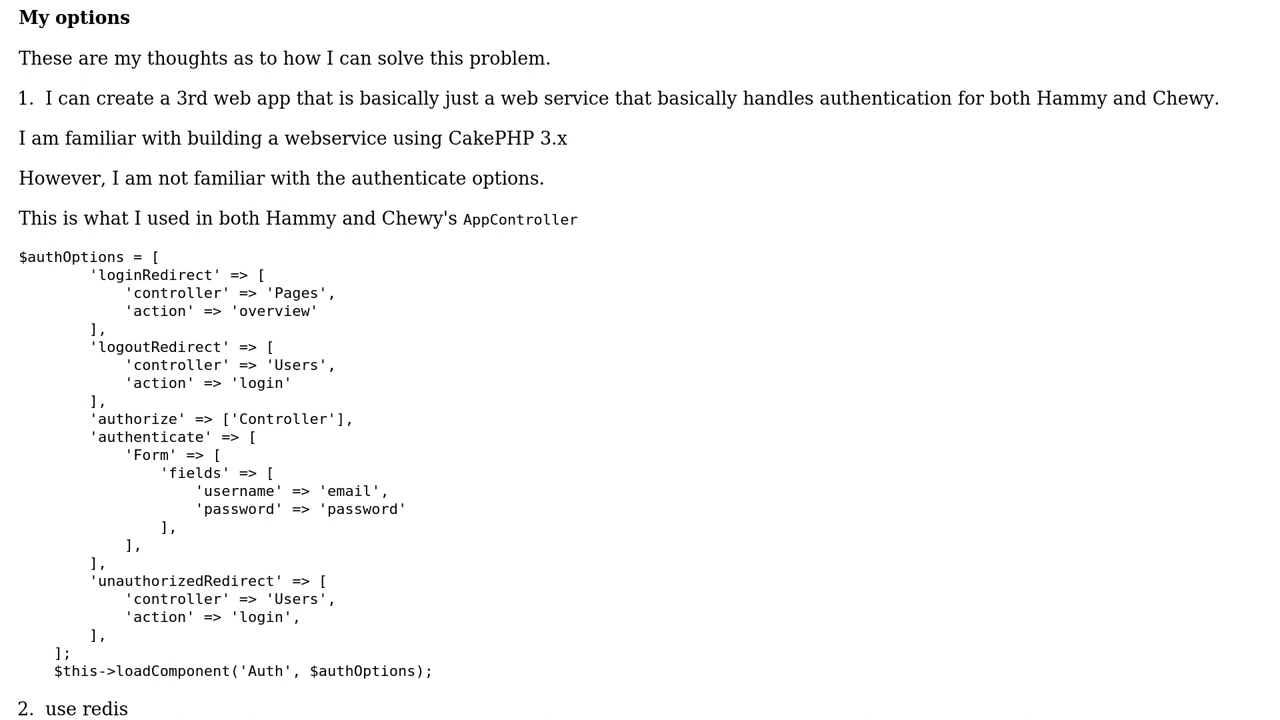 My options
These are my thoughts as to how I can solve this problem.
1.  I can create a 3rd web app that is basically just a web service that basically handles authentication for both Hammy and Chewy.
I am familiar with building a webservice using CakePHP 3.x
However, I am not familiar with the authenticate options.
This is what I used in both Hammy and Chewy's AppController
$authOptions = [
        'loginRedirect' => [
            'controller' => 'Pages',
            'action' => 'overview'
        ],
        'logoutRedirect' => [
            'controller' => 'Users',
            'action' => 'login'
        ],
        'authorize' => ['Controller'],
        'authenticate' => [
            'Form' => [
                'fields' => [
                    'username' => 'email',
                    'password' => 'password'
                ],
            ],
        ],
        'unauthorizedRedirect' => [
            'controller' => 'Users',
            'action' => 'login',
        ],
    ];
    $this->loadComponent('Auth', $authOptions);
2.  use redis